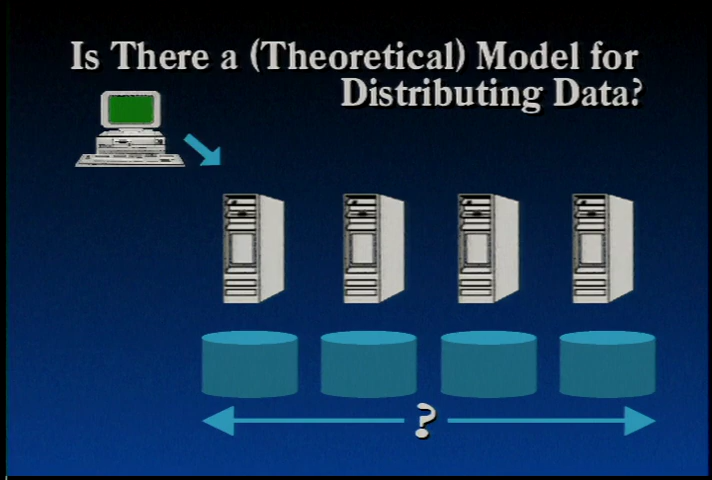 Is There a (Theoretical) Model for
Distributing Data?
?